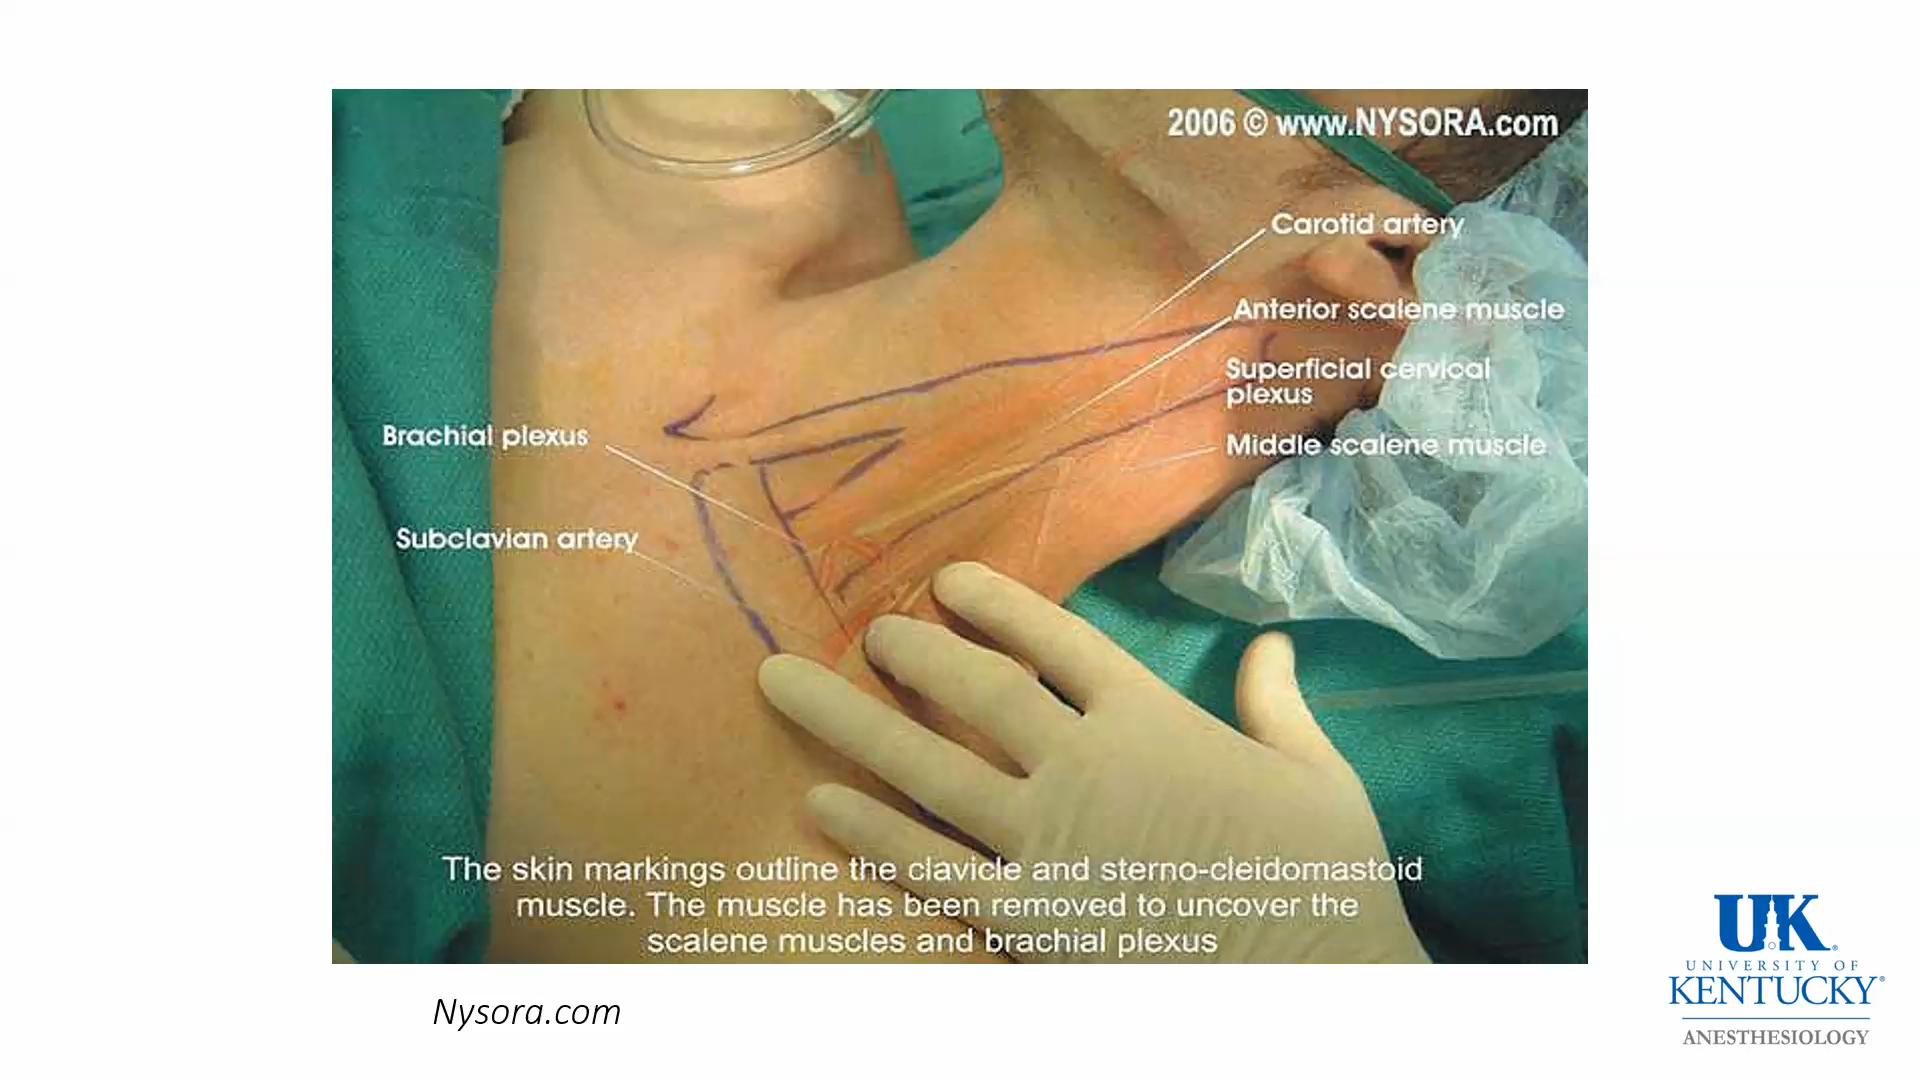 2006 © www.NYSORA.com
Carotid artery
Anterior scalene muscle
Superficial cervical
plexus
Middle scalene muscle
Brachial plexus
Subclavian artery
The skin markings outline the clavicle and sterno-cleidomastoid
muscle. The muscle has been removed to uncover the
scalene muscles and brachial plexus
Nysora.com
UK
UNIVERSITY OF
KENTUCKY®
ANESTHESIOLOGY